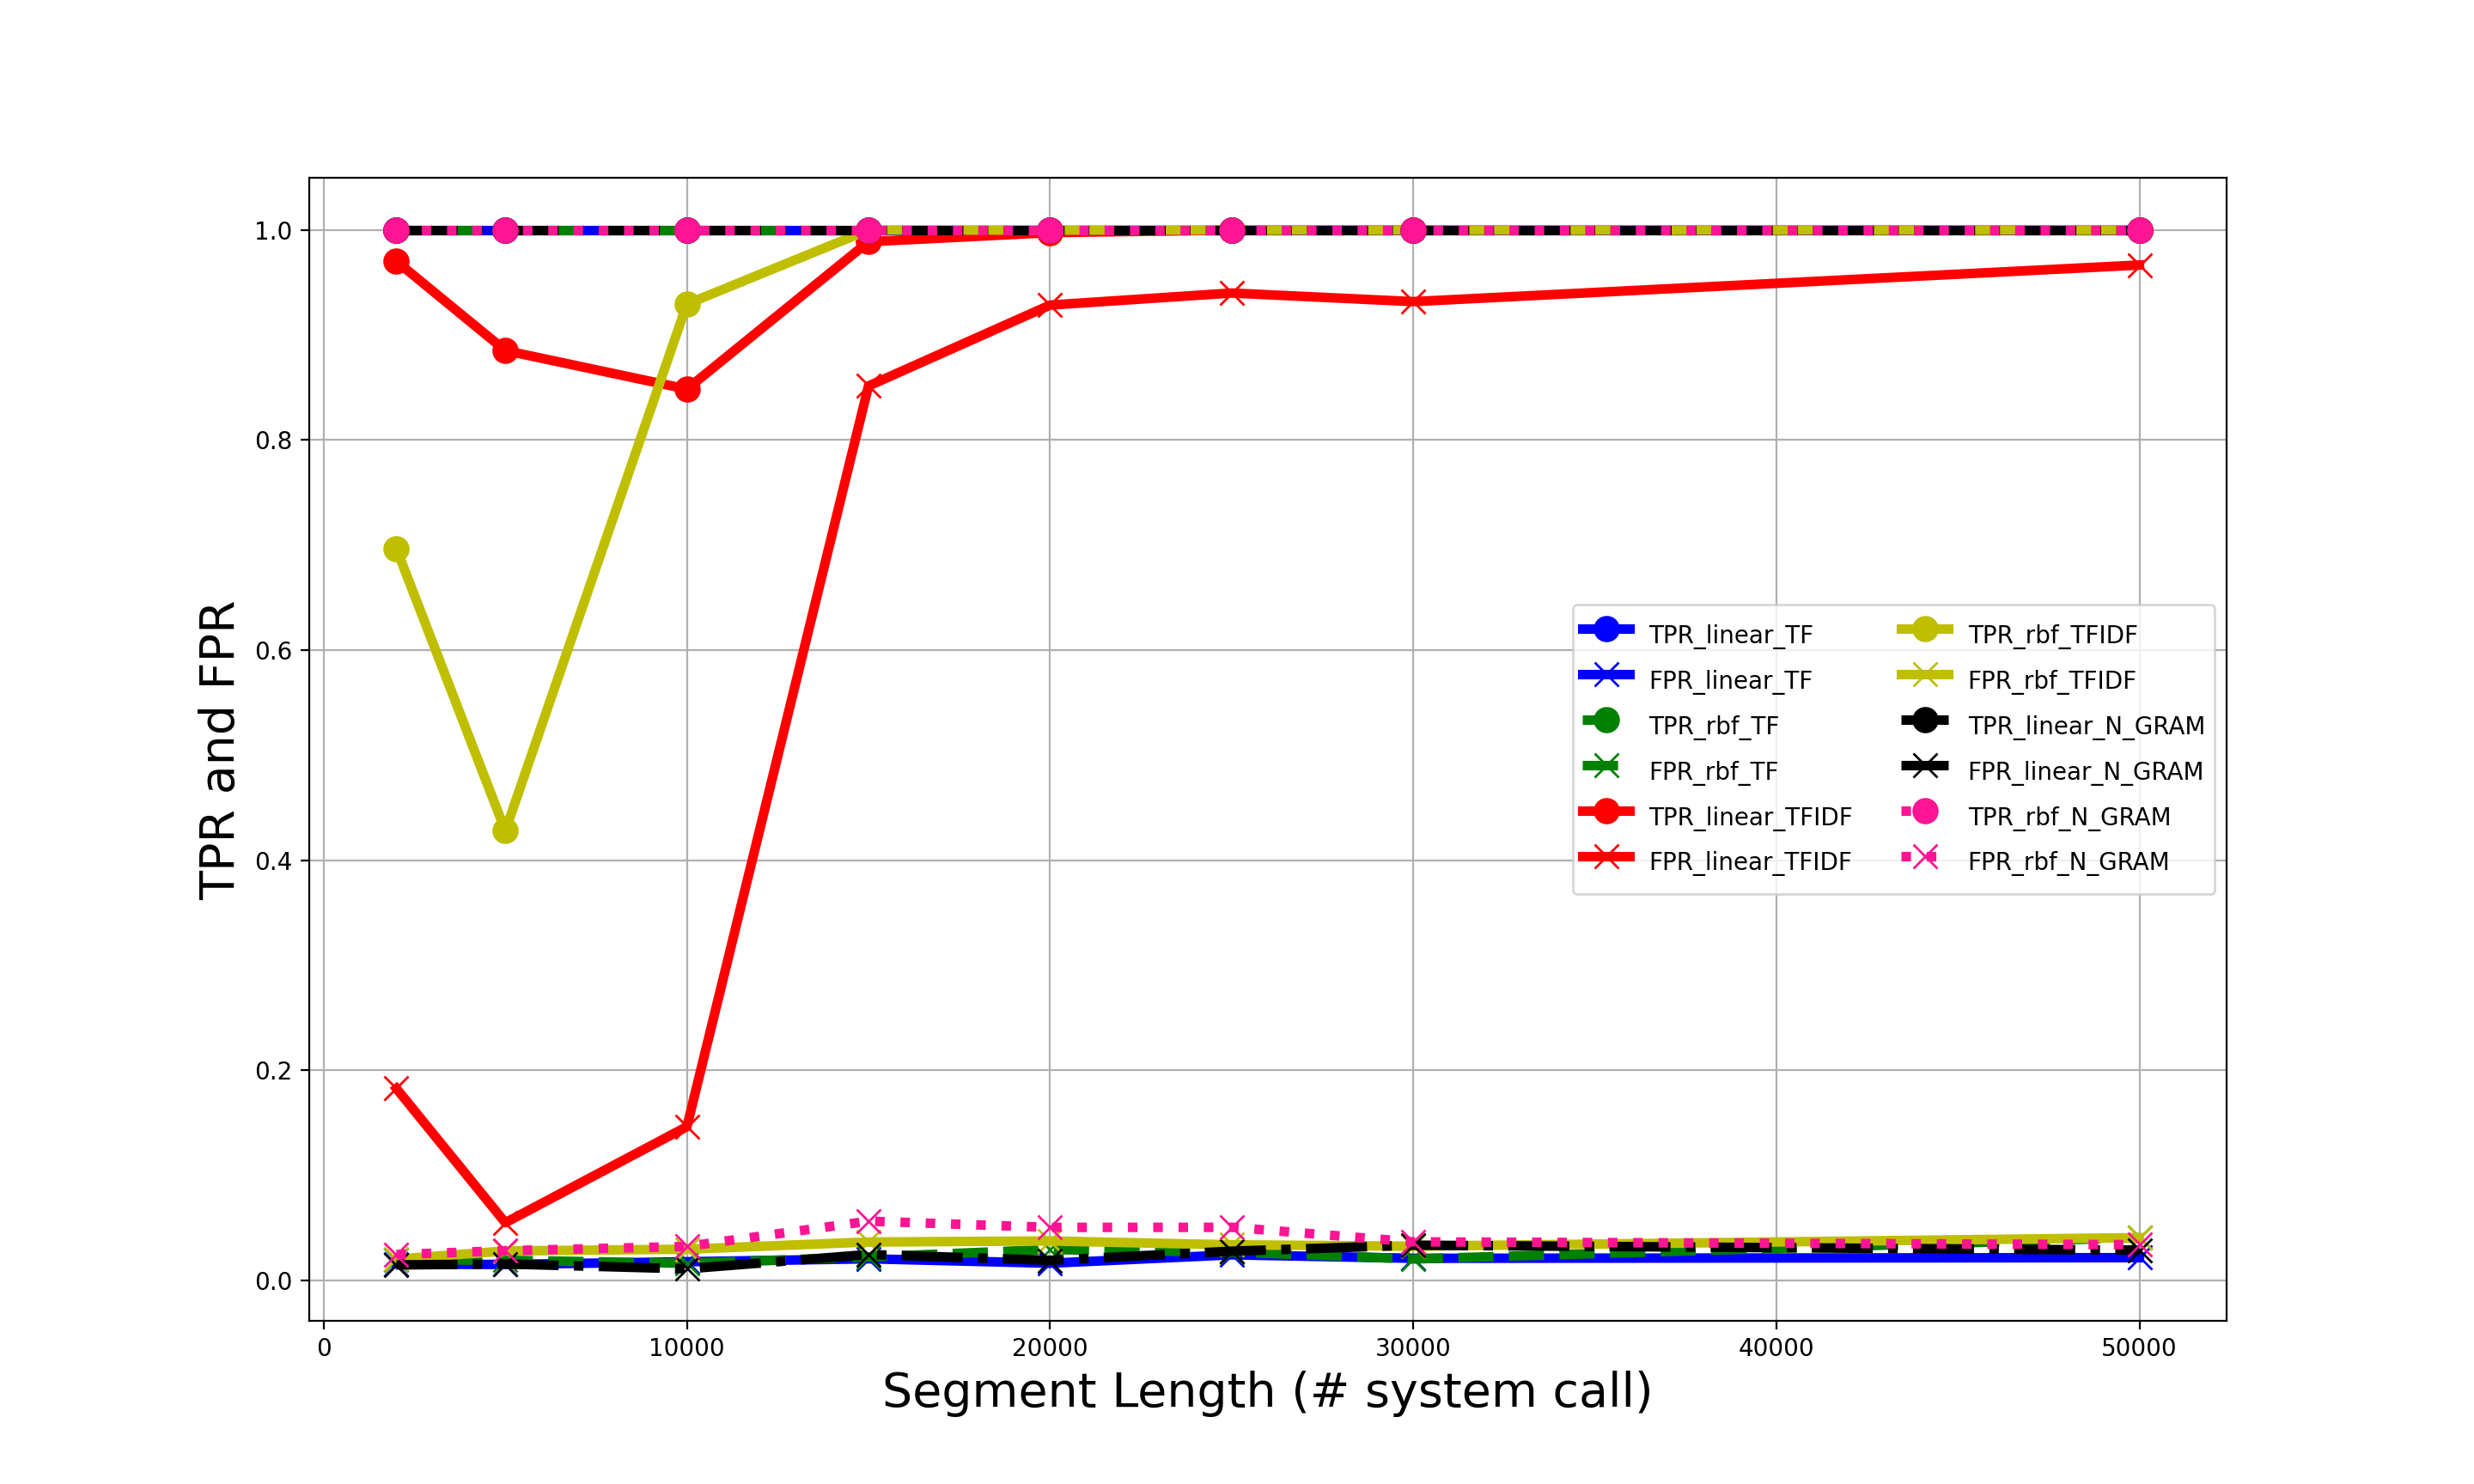 TPR and FPR
1.0
0.8
0.6
0.4
0.2
0.0
TPR_linear_TF
FPR_linear_TF
TPR_rbf_TF
FPR_rbf_TF
TPR_linear_TFIDF
FPR_linear_TFIDF
TPR_rbf_TFIDF
FPR_rbf_TFIDF
TPR_linear_N_GRAM
FPR_linear_N_GRAM
TPR_rbf_N_GRAM
FPR_rbf_N_GRAM
0 10000 20000 30000 40000 50000
Segment Length (# system call)